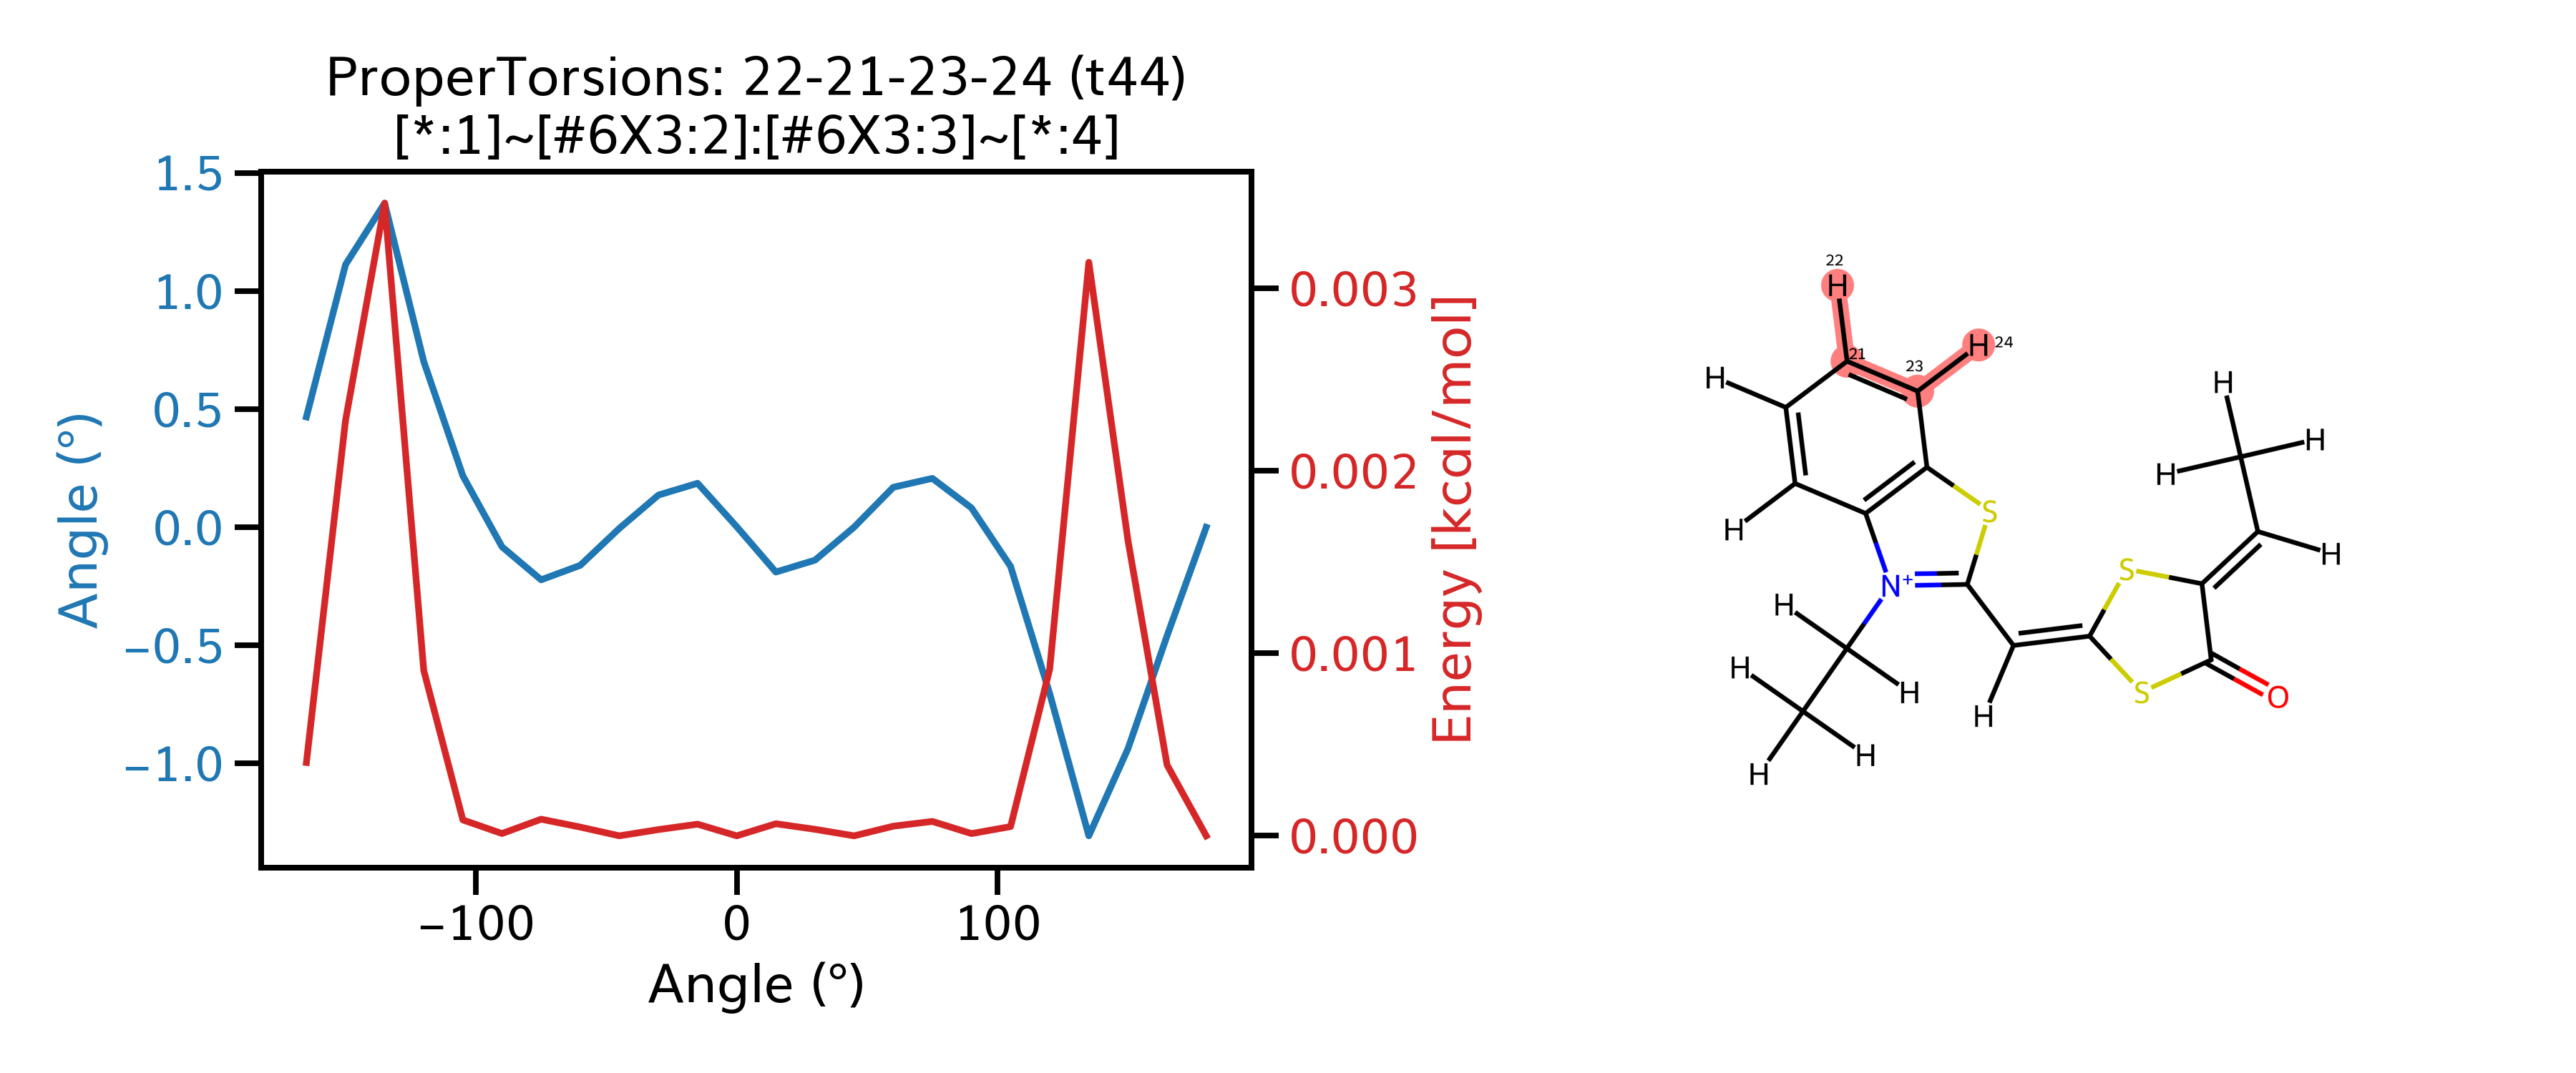 ProperTorsions: 22-21-23-24 (t44)
[*:1]~[#6X3:2]:[#6X3:3]~[*:4]
1.5
1.0
0.5
0.0
−0.5
−1.0
Angle (°)
0.003
0.002
0.001
0.000
Energy [kcal/mol]
−100
0
100
Angle (°)
22
H
21
23
H
24
H
H
H
H
H
H
S
S
H
N+
H
H
H
S
O
H
H
H